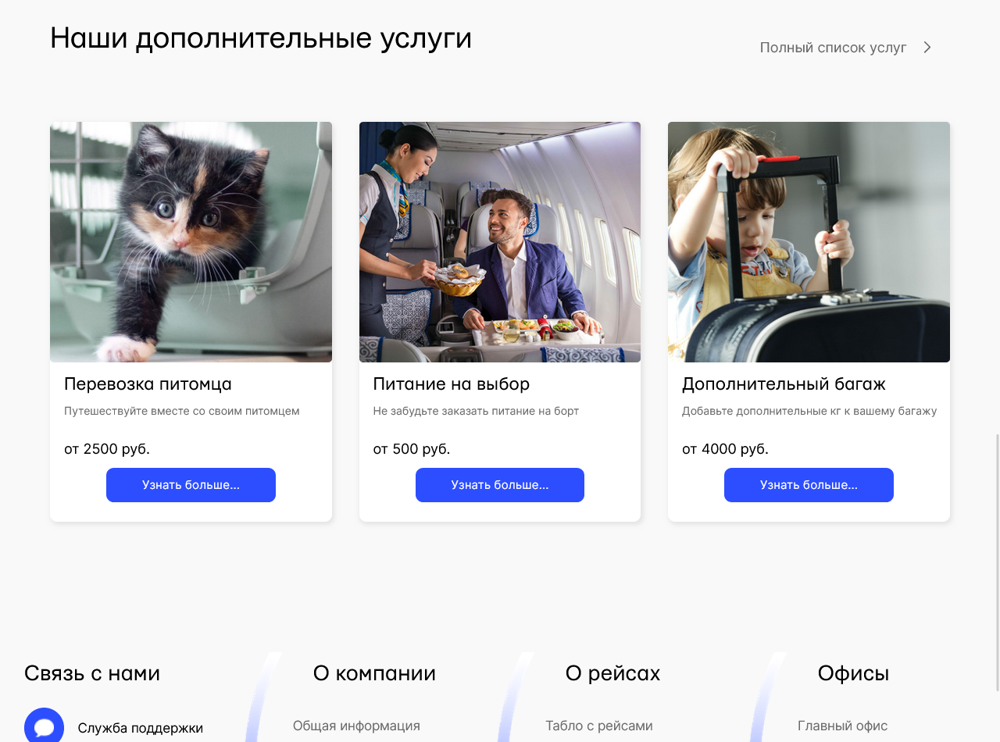 Наши дополнительные услуги
Полный список услуг
Перевозка питомца
Путешествуйте вместе со своим питомцем
от 2500 руб.
Узнать больше...
Питание на выбор
Не забудьте заказать питание на борт
от 500 руб.
Узнать больше...
Дополнительный багаж
Добавьте дополнительные кг к вашему багажу
от 4000 руб.
Узнать больше...
Связь с нами
Служба поддержки
О компании
Общая информация
О рейсах
Табло с рейсами
Офисы
Главный офис